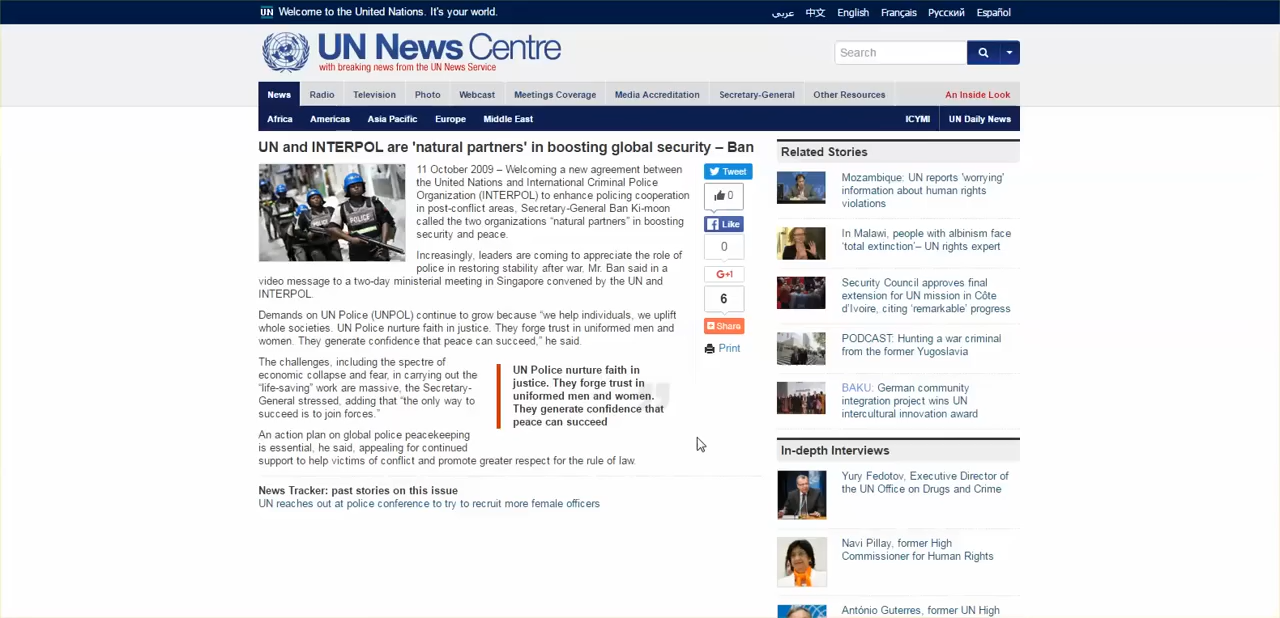 UN Welcome to the United Nations. It's your world.
عربي 中文 English Français Русский Español
UN News Centre
with breaking news from the UN News Service
Search
News Radio Television Photo Webcast Meetings Coverage Media Accreditation Secretary-General Other Resources An Inside Look
Africa Americas Asia Pacific Europe Middle East ICYMI UN Daily News
UN and INTERPOL are 'natural partners' in boosting global security – Ban
11 October 2009 – Welcoming a new agreement between
the United Nations and International Criminal Police
Organization (INTERPOL) to enhance policing cooperation
in post-conflict areas, Secretary-General Ban Ki-moon
called the two organizations “natural partners” in boosting
security and peace.
Increasingly, leaders are coming to appreciate the role of
police in restoring stability after war, Mr. Ban said in a
video message to a two-day ministerial meeting in Singapore convened by the UN and
INTERPOL.
Demands on UN Police (UNPOL) continue to grow because “we help individuals, we uplift
whole societies. UN Police nurture faith in justice. They forge trust in uniformed men and
women. They generate confidence that peace can succeed,” he said.
The challenges, including the spectre of
economic collapse and fear, in carrying out the
“life-saving” work are massive, the Secretary-
General stressed, adding that “the only way to
succeed is to join forces.”
UN Police nurture faith in
justice. They forge trust in
uniformed men and women.
They generate confidence that
peace can succeed
An action plan on global police peacekeeping
is essential, he said, appealing for continued
support to help victims of conflict and promote greater respect for the rule of law.
News Tracker: past stories on this issue
UN reaches out at police conference to try to recruit more female officers
POLICE
Tweet
0
Like
0
G+1
6
Share
Print
Related Stories
Mozambique: UN reports 'worrying'
information about human rights
violations
In Malawi, people with albinism face
‘total extinction’– UN rights expert
Security Council approves final
extension for UN mission in Côte
d’Ivoire, citing ‘remarkable’ progress
PODCAST: Hunting a war criminal
from the former Yugoslavia
BAKU: German community
integration project wins UN
intercultural innovation award
In-depth Interviews
Yury Fedotov, Executive Director of
the UN Office on Drugs and Crime
Navi Pillay, former High
Commissioner for Human Rights
António Guterres, former UN High